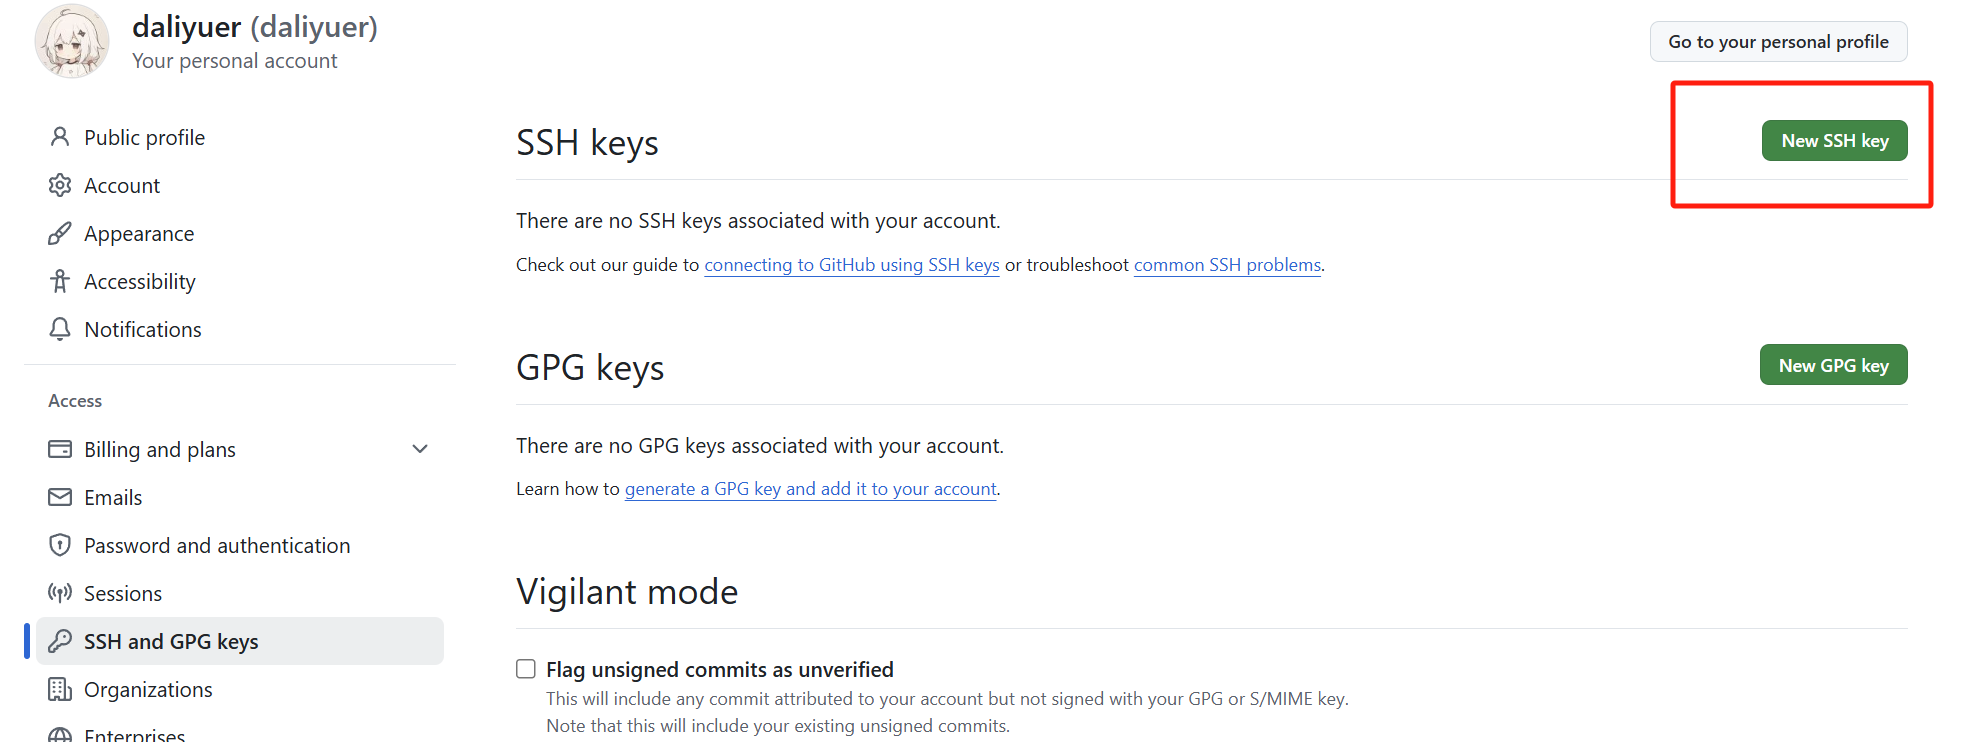 daliyuer (daliyuer)
Your personal account
Go to your personal profile
Public profile
Account
Appearance
Accessibility
Notifications
Access
Billing and plans
Emails
Password and authentication
Sessions
SSH and GPG keys
Organizations
Enterprises
SSH keys
New SSH key
There are no SSH keys associated with your account.
Check out our guide to connecting to GitHub using SSH keys or troubleshoot common SSH problems.
GPG keys
New GPG key
There are no GPG keys associated with your account.
Learn how to generate a GPG key and add it to your account.
Vigilant mode
Flag unsigned commits as unverified
This will include any commit attributed to your account but not signed with your GPG or S/MIME key.
Note that this will include your existing unsigned commits.